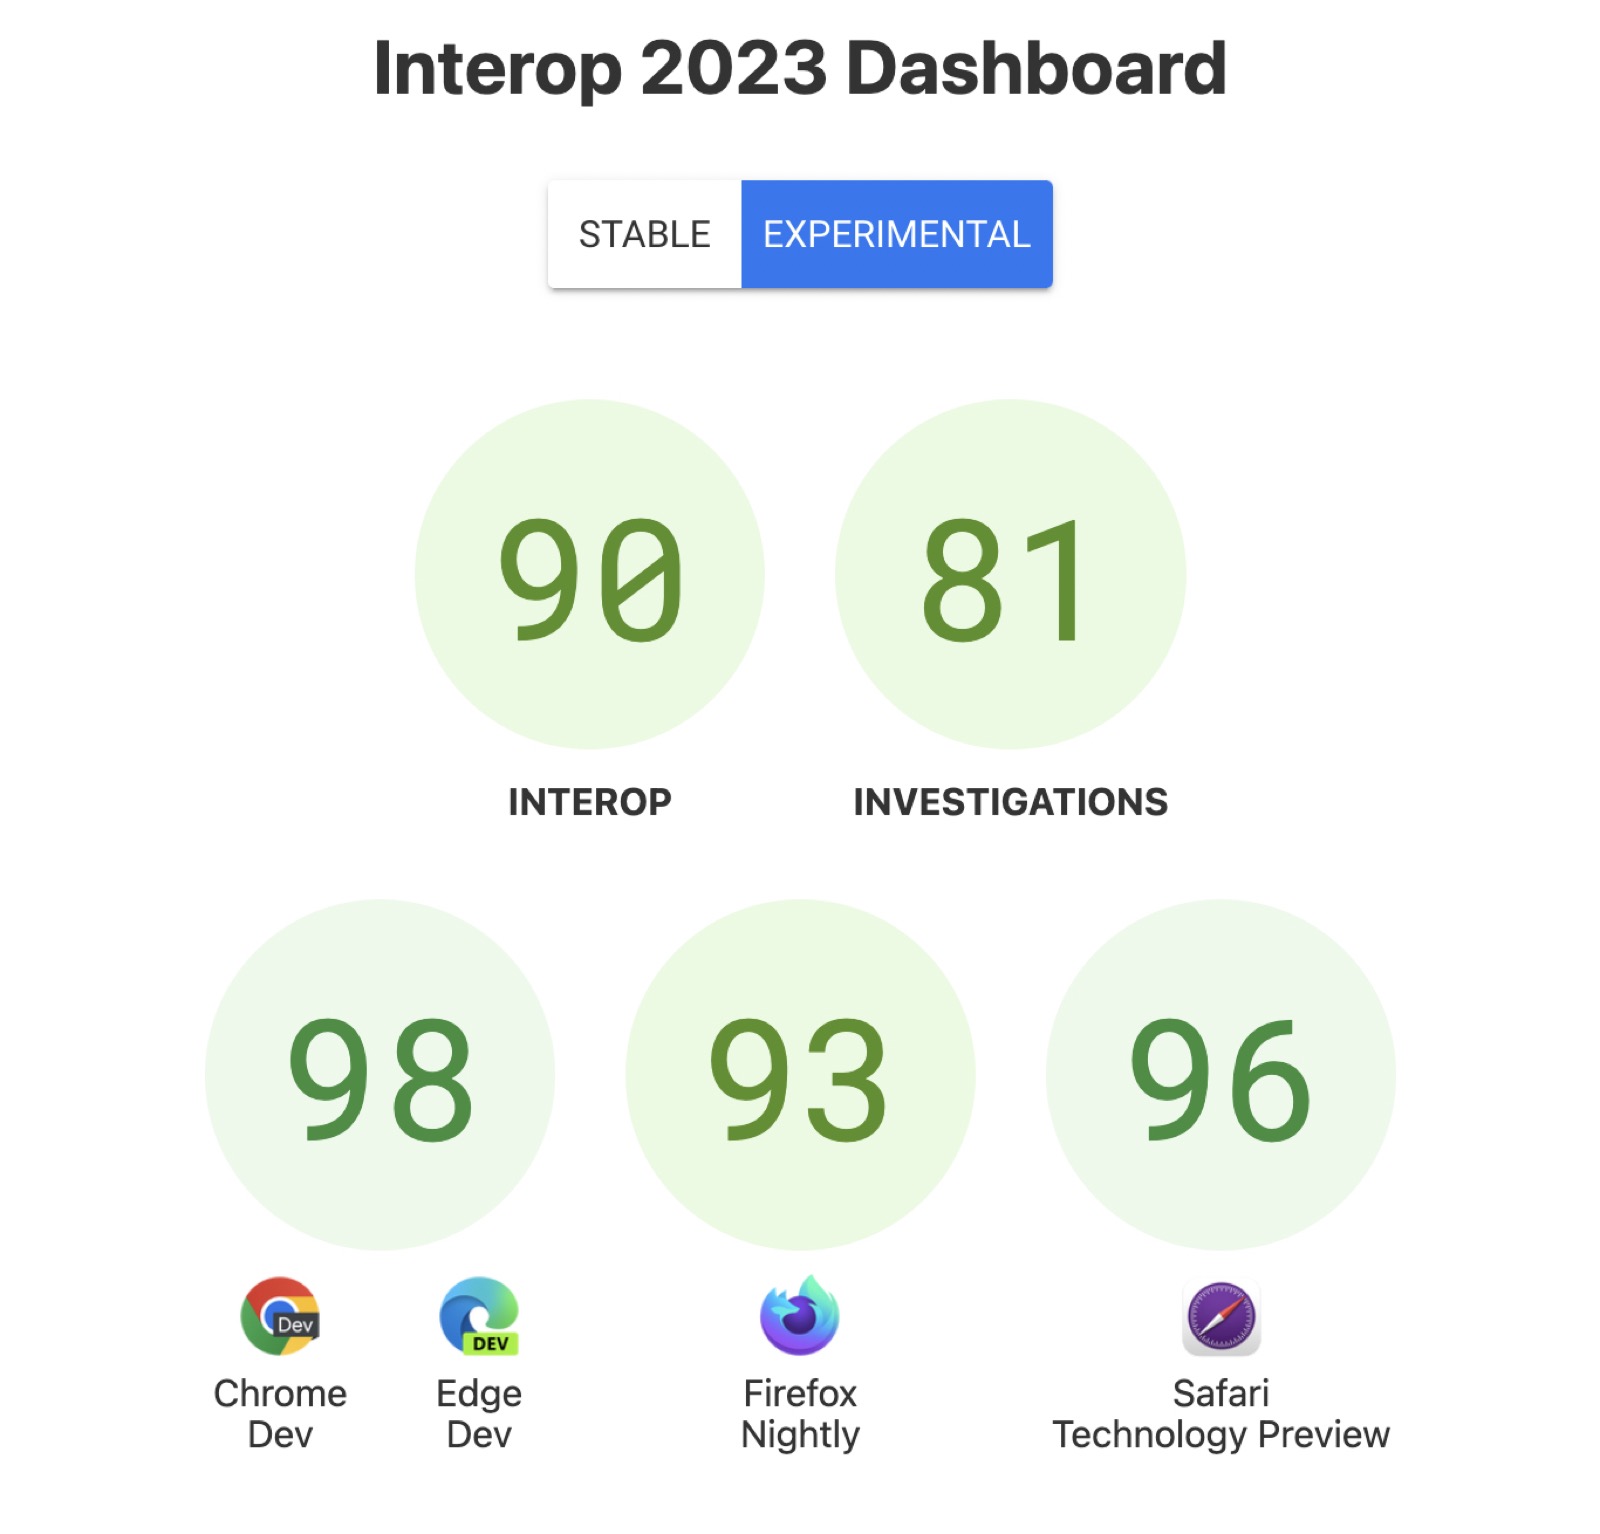 Interop 2023 Dashboard
STABLE EXPERIMENTAL
90 81
INTEROP INVESTIGATIONS
98 93 96
Dev DEV
Chrome Edge Firefox Safari
Dev Dev Nightly Technology Preview